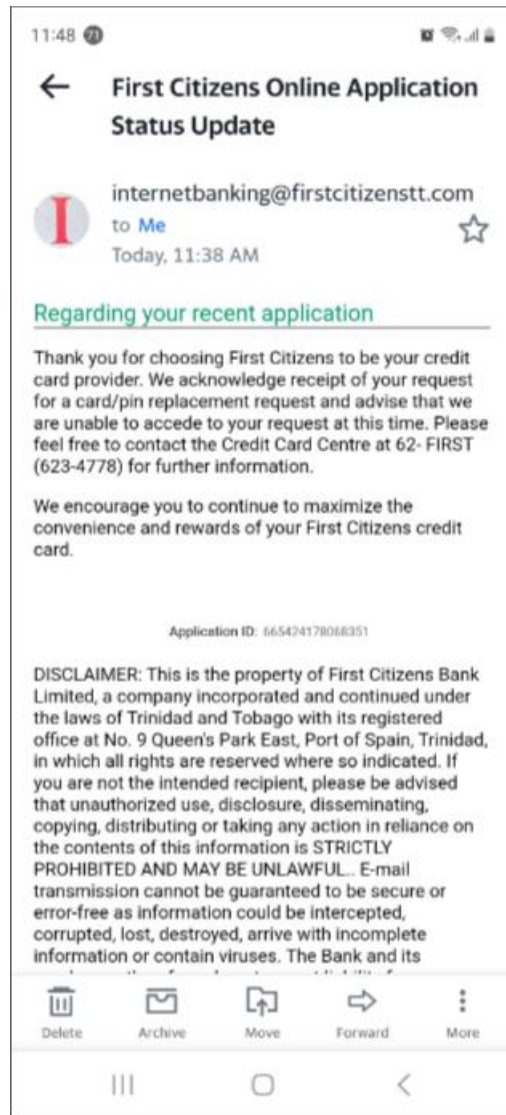 11:48 71
First Citizens Online Application
Status Update
I
internetbanking@firstcitizenstt.com
to Me
Today, 11:38 AM
Regarding your recent application
Thank you for choosing First Citizens to be your credit
card provider. We acknowledge receipt of your request
for a card/pin replacement request and advise that we
are unable to accede to your request at this time. Please
feel free to contact the Credit Card Centre at 62- FIRST
(623-4778) for further information.
We encourage you to continue to maximize the
convenience and rewards of your First Citizens credit
card.
Application ID: 665424178068351
DISCLAIMER: This is the property of First Citizens Bank
Limited, a company incorporated and continued under
the laws of Trinidad and Tobago with its registered
office at No. 9 Queen's Park East, Port of Spain, Trinidad,
in which all rights are reserved where so indicated. If
you are not the intended recipient, please be advised
that unauthorized use, disclosure, disseminating,
copying, distributing or taking any action in reliance on
the contents of this information is STRICTLY
PROHIBITED AND MAY BE UNLAWFUL.. E-mail
transmission cannot be guaranteed to be secure or
error-free as information could be intercepted,
corrupted, lost, destroyed, arrive with incomplete
information or contain viruses. The Bank and its
Delete Archive Move Forward More